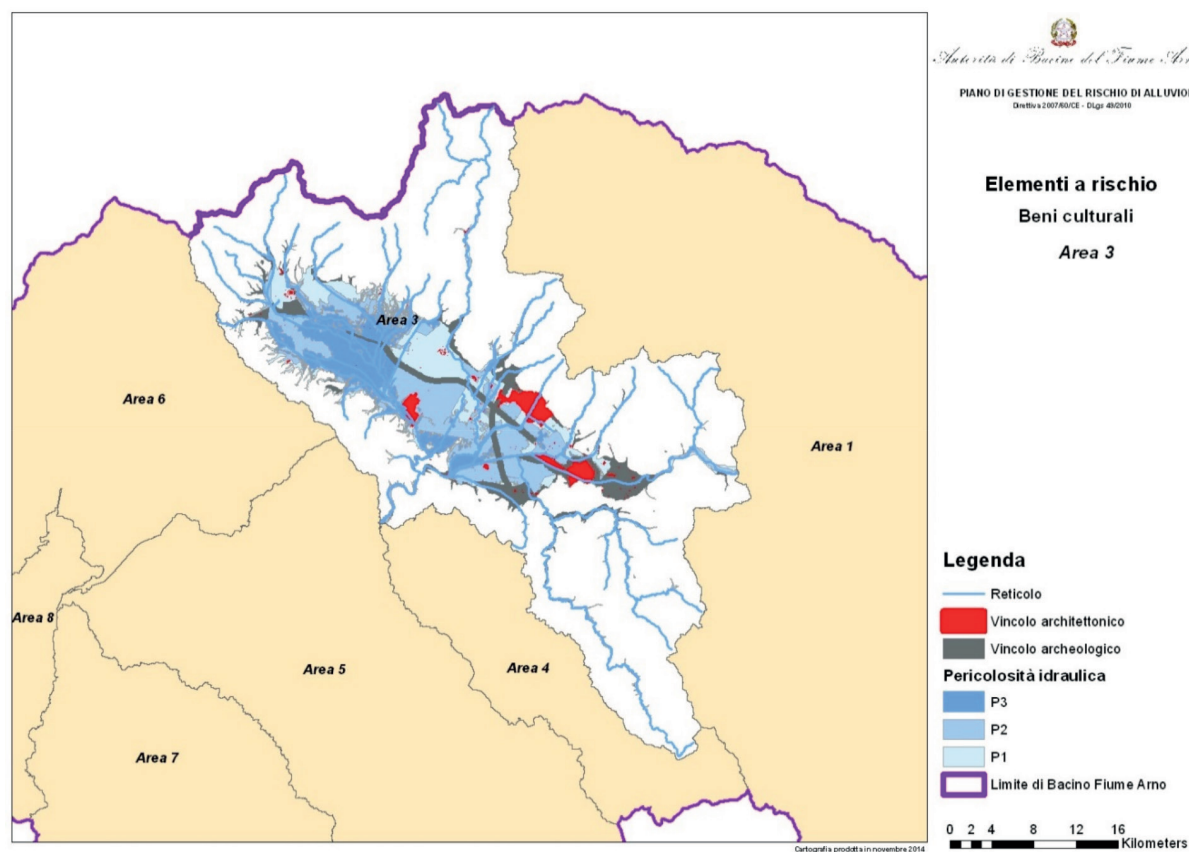 Autorità di Bacino del Fiume
PIANO DI GESTIONE DEL RISCHIO DI ALLUVIO
Direttiva 2007/60/CE - DLgs 49/2010
Elementi a rischio
Beni culturali
Area 3
Area 3
Area 6
Area 1
Area 8
Area 5
Area 4
Area 7
Legenda
Reticolo
Vincolo architettonico
Vincolo archeologico
Pericolosità idraulica
P3
P2
P1
Limite di Bacino Fiume Arno
0 2 4 8 12 16
Kilometers
Cartografia prodotta in novembre 2014